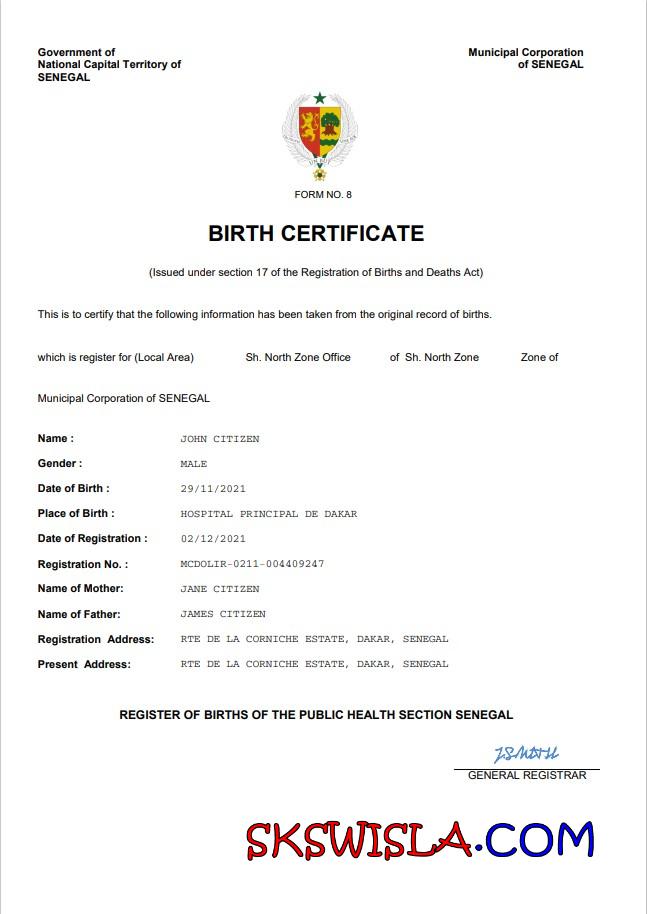 Government of
National Capital Territory of
SENEGAL
Municipal Corporation
of SENEGAL
FORM NO. 8
BIRTH CERTIFICATE
(Issued under section 17 of the Registration of Births and Deaths Act)
This is to certify that the following information has been taken from the original record of births.
which is register for (Local Area) Sh. North Zone Office of Sh. North Zone Zone of
Municipal Corporation of SENEGAL
Name : JOHN CITIZEN
Gender : MALE
Date of Birth : 29/11/2021
Place of Birth : HOSPITAL PRINCIPAL DE DAKAR
Date of Registration : 02/12/2021
Registration No. : MCDOLIR-0211-004409247
Name of Mother: JANE CITIZEN
Name of Father: JAMES CITIZEN
Registration Address: RTE DE LA CORNICHE ESTATE, DAKAR, SENEGAL
Present Address: RTE DE LA CORNICHE ESTATE, DAKAR, SENEGAL
REGISTER OF BIRTHS OF THE PUBLIC HEALTH SECTION SENEGAL
GENERAL REGISTRAR
SKSWISLA.COM